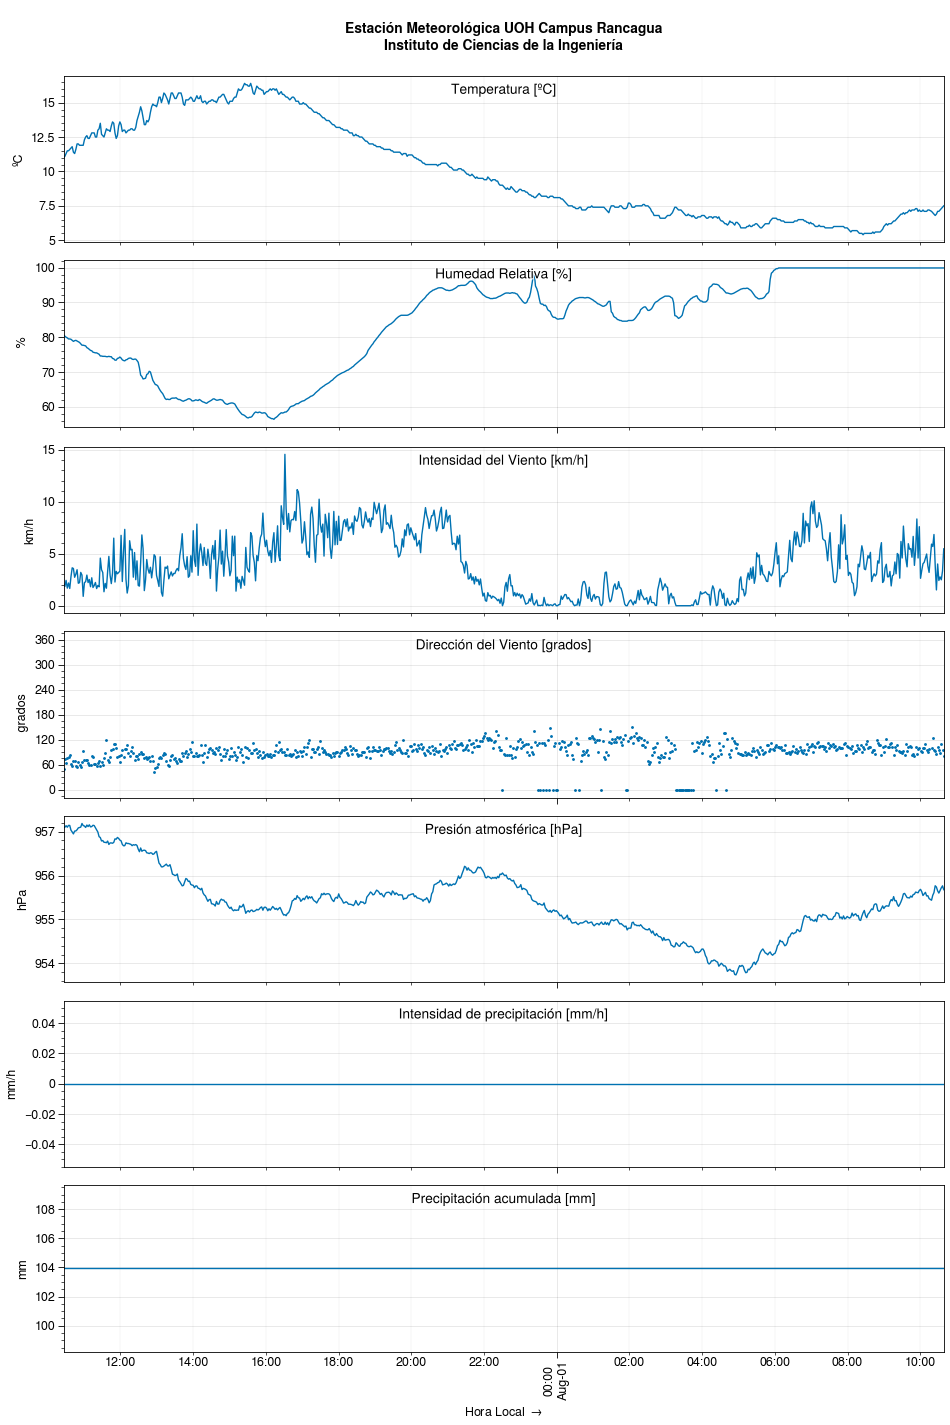 Estación Meteorológica UOH Campus Rancagua
Instituto de Ciencias de la Ingeniería
Temperatura [ºC]
15
12.5
10
7.5
5
ºC
Humedad Relativa [%]
100
90
80
70
60
%
Intensidad del Viento [km/h]
15
10
5
0
km/h
Dirección del Viento [grados]
360
300
240
180
120
60
0
grados
Presión atmosférica [hPa]
957
956
955
954
hPa
Intensidad de precipitación [mm/h]
0.04
0.02
0
−0.02
−0.04
mm/h
Precipitación acumulada [mm]
108
106
104
102
100
mm
12:00 14:00 16:00 18:00 20:00 22:00 00:00 02:00 04:00 06:00 08:00 10:00
Aug-01
Hora Local →